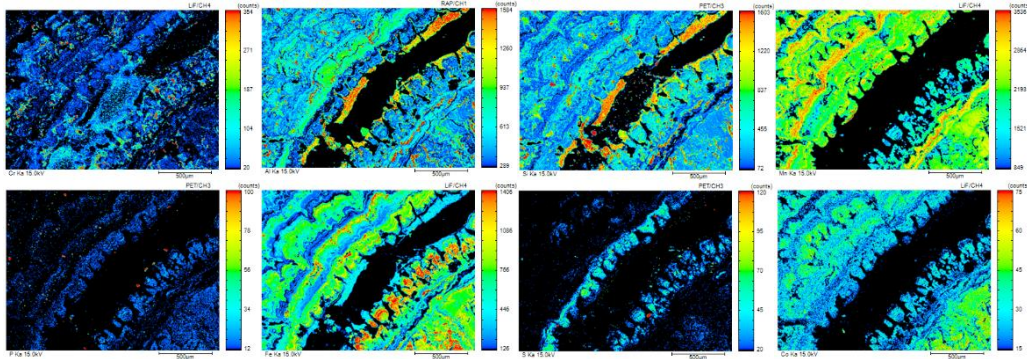 LiF/CH4
(counts)
354
271
187
104
20
Cr Ka 15.0kV
500μm
RAP/CH1
(counts)
1584
1260
937
613
289
Al Ka 15.0kV
500μm
PET/CH3
(counts)
1603
1220
837
455
72
Si Ka 15.0kV
500μm
LiF/CH4
(counts)
3536
2864
2193
1521
849
Mn Ka 15.0kV
500μm
PET/CH3
(counts)
100
78
56
34
12
P Ka 15.0kV
500μm
LiF/CH4
(counts)
1406
1086
766
446
126
Fe Ka 15.0kV
500μm
PET/CH3
(counts)
120
95
70
45
20
S Ka 15.0kV
500μm
LiF/CH4
(counts)
75
60
45
30
15
Co Ka 15.0kV
500μm